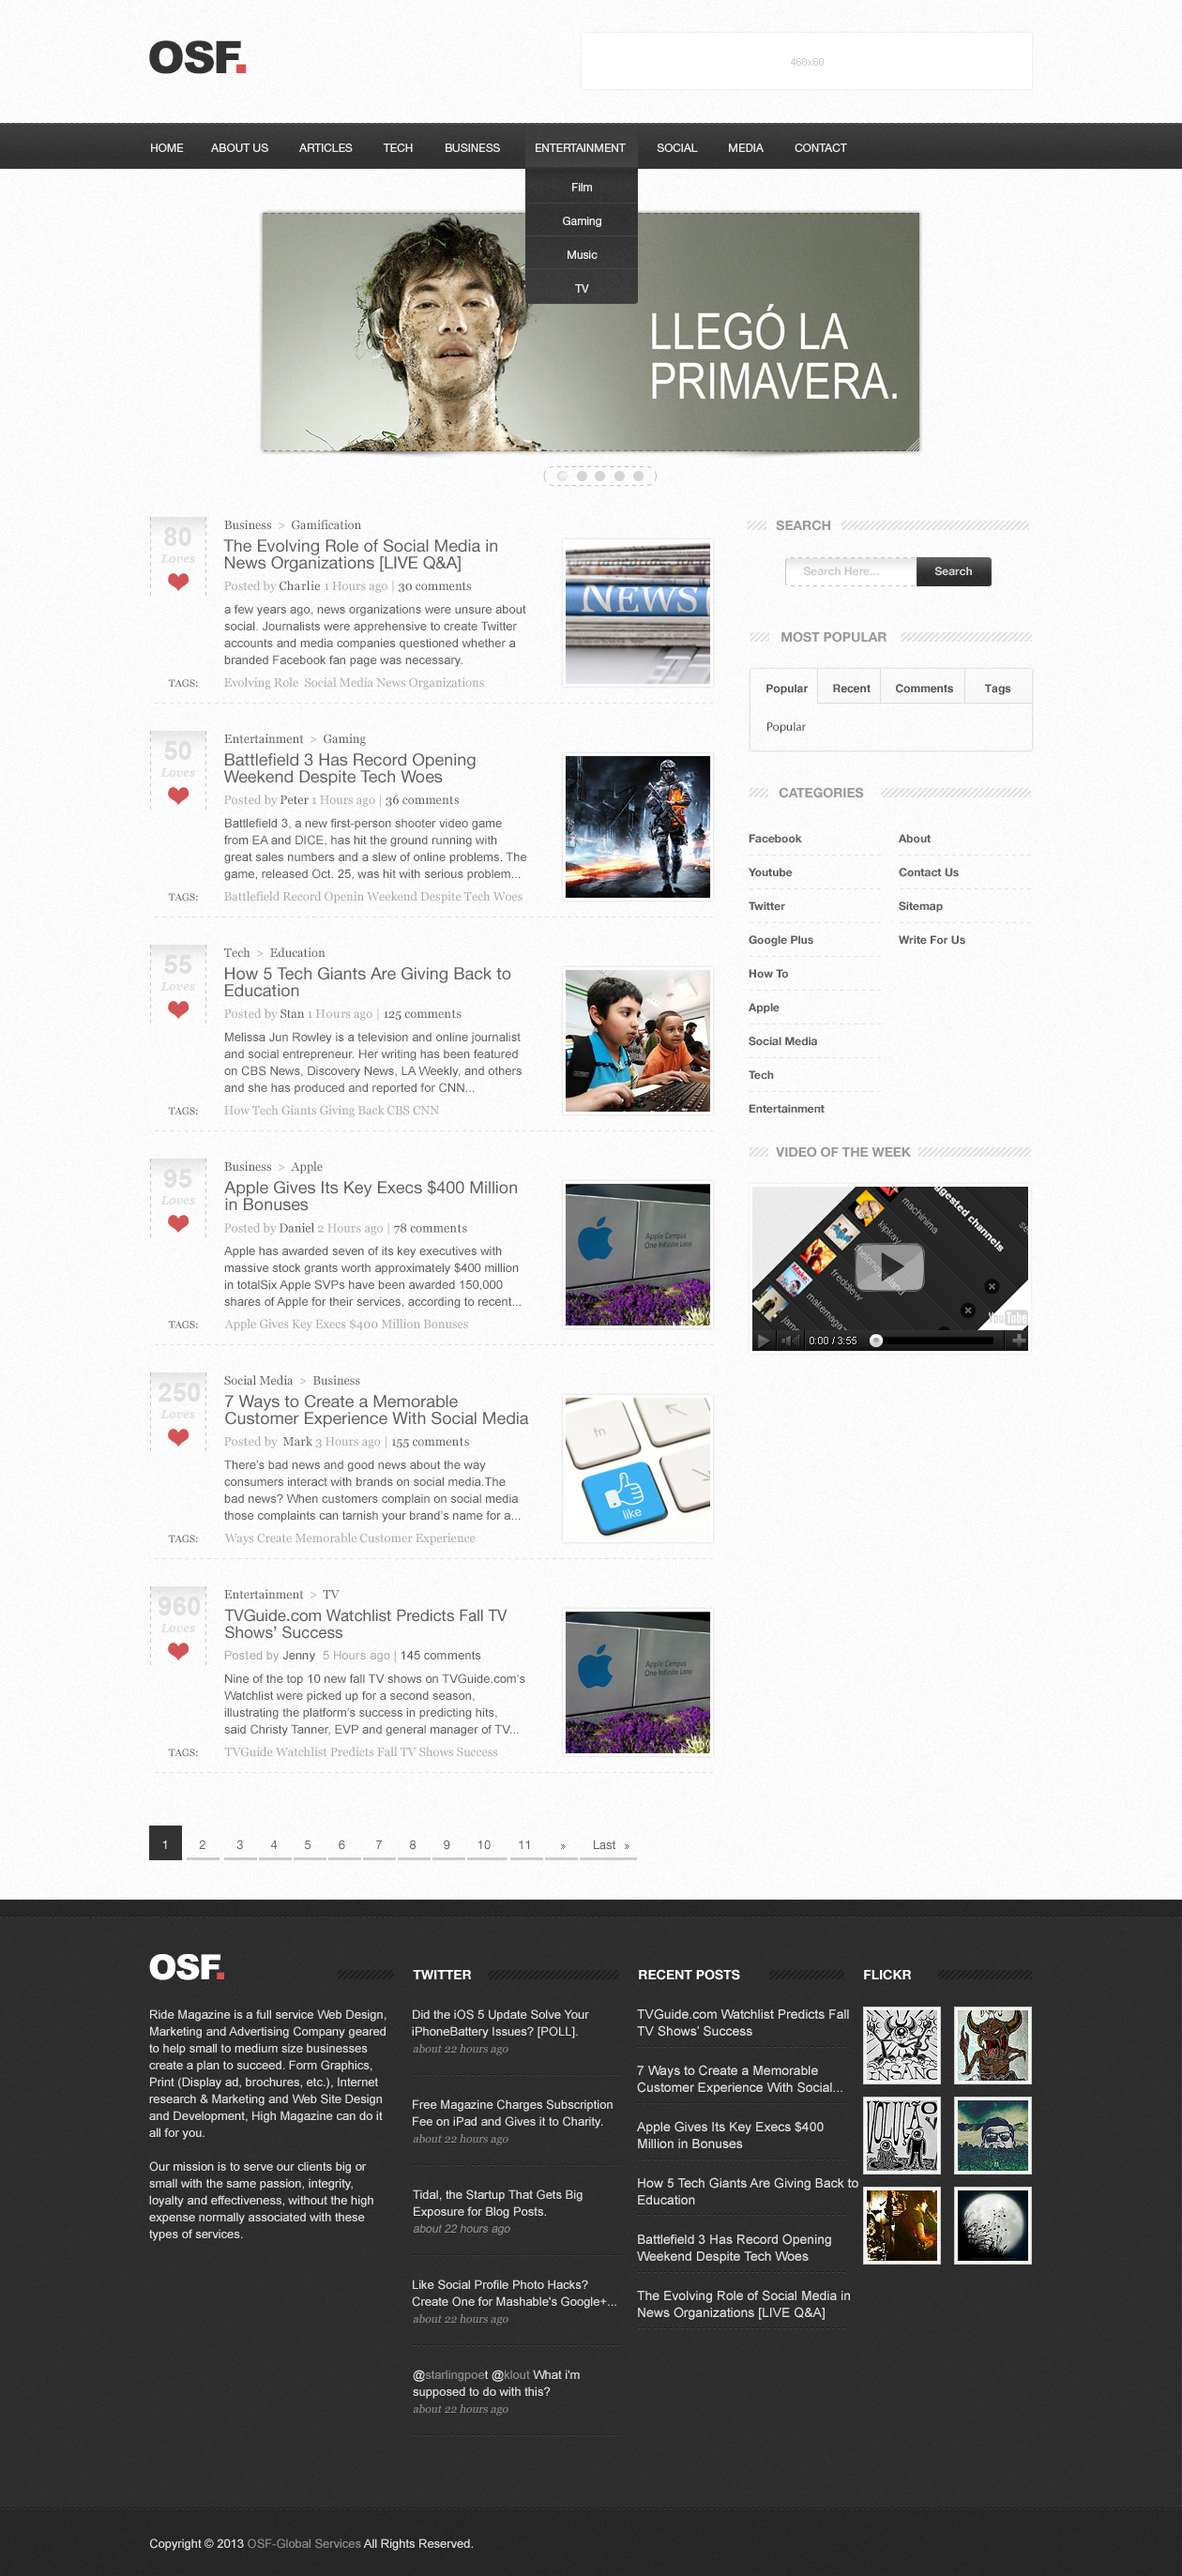 OSF.
468x60
HOME ABOUT US ARTICLES TECH BUSINESS ENTERTAINMENT SOCIAL MEDIA CONTACT
Film
Gaming
Music
TV
LLEGÓ LA
PRIMAVERA.
80
Loves
Business > Gamification
The Evolving Role of Social Media in
News Organizations [LIVE Q&A]
Posted by Charlie 1 Hours ago | 30 comments
a few years ago, news organizations were unsure about
social. Journalists were apprehensive to create Twitter
accounts and media companies questioned whether a
branded Facebook fan page was necessary.
TAGS: Evolving Role Social Media News Organizations
NEWS
50
Loves
Entertainment > Gaming
Battlefield 3 Has Record Opening
Weekend Despite Tech Woes
Posted by Peter 1 Hours ago | 36 comments
Battlefield 3, a new first-person shooter video game
from EA and DICE, has hit the ground running with
great sales numbers and a slew of online problems. The
game, released Oct. 25, was hit with serious problem...
TAGS: Battlefield Record Openin Weekend Despite Tech Woes
55
Loves
Tech > Education
How 5 Tech Giants Are Giving Back to
Education
Posted by Stan 1 Hours ago | 125 comments
Melissa Jun Rowley is a television and online journalist
and social entrepreneur. Her writing has been featured
on CBS News, Discovery News, LA Weekly, and others
and she has produced and reported for CNN...
TAGS: How Tech Giants Giving Back CBS CNN
95
Loves
Business > Apple
Apple Gives Its Key Execs $400 Million
in Bonuses
Posted by Daniel 2 Hours ago | 78 comments
Apple has awarded seven of its key executives with
massive stock grants worth approximately $400 million
in totalSix Apple SVPs have been awarded 150,000
shares of Apple for their services, according to recent...
TAGS: Apple Gives Key Execs $400 Million Bonuses
Apple Campus
One Infinite Loop
250
Loves
Social Media > Business
7 Ways to Create a Memorable
Customer Experience With Social Media
Posted by Mark 3 Hours ago | 155 comments
There's bad news and good news about the way
consumers interact with brands on social media.The
bad news? When customers complain on social media
those complaints can tarnish your brand's name for a...
TAGS: Ways Create Memorable Customer Experience
fn
like
960
Loves
Entertainment > TV
TVGuide.com Watchlist Predicts Fall TV
Shows' Success
Posted by Jenny 5 Hours ago | 145 comments
Nine of the top 10 new fall TV shows on TVGuide.com's
Watchlist were picked up for a second season,
illustrating the platform's success in predicting hits,
said Christy Tanner, EVP and general manager of TV...
TAGS: TVGuide Watchlist Predicts Fall TV Shows Success
Apple Campus
One Infinite Loop
1 2 3 4 5 6 7 8 9 10 11 » Last »
SEARCH
Search Here... Search
MOST POPULAR
Popular Recent Comments Tags
Popular
CATEGORIES
Facebook About
Youtube Contact Us
Twitter Sitemap
Google Plus Write For Us
How To
Apple
Social Media
Tech
Entertainment
VIDEO OF THE WEEK
ggested channels
machinima
kipkay
freddiew
makemagaz
YouTube
0:00 / 3:55
OSF.
Ride Magazine is a full service Web Design,
Marketing and Advertising Company geared
to help small to medium size businesses
create a plan to succeed. Form Graphics,
Print (Display ad, brochures, etc.), Internet
research & Marketing and Web Site Design
and Development, High Magazine can do it
all for you.
Our mission is to serve our clients big or
small with the same passion, integrity,
loyalty and effectiveness, without the high
expense normally associated with these
types of services.
TWITTER
Did the iOS 5 Update Solve Your
iPhoneBattery Issues? [POLL].
about 22 hours ago
Free Magazine Charges Subscription
Fee on iPad and Gives it to Charity.
about 22 hours ago
Tidal, the Startup That Gets Big
Exposure for Blog Posts.
about 22 hours ago
Like Social Profile Photo Hacks?
Create One for Mashable's Google+...
about 22 hours ago
@starlingpoet @klout What i'm
supposed to do with this?
about 22 hours ago
RECENT POSTS
TVGuide.com Watchlist Predicts Fall
TV Shows' Success
7 Ways to Create a Memorable
Customer Experience With Social...
Apple Gives Its Key Execs $400
Million in Bonuses
How 5 Tech Giants Are Giving Back to
Education
Battlefield 3 Has Record Opening
Weekend Despite Tech Woes
The Evolving Role of Social Media in
News Organizations [LIVE Q&A]
FLICKR
INSANC
Copyright © 2013 OSF-Global Services All Rights Reserved.